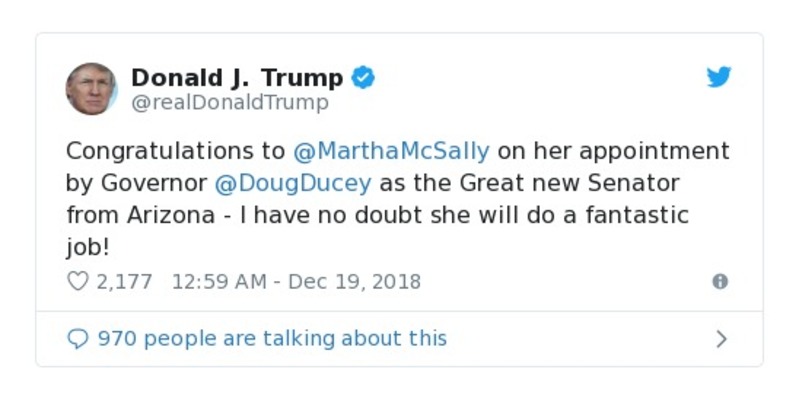 Donald J. Trump
@realDonaldTrump
Congratulations to @MarthaMcSally on her appointment
by Governor @DougDucey as the Great new Senator
from Arizona - I have no doubt she will do a fantastic
job!
2,177 12:59 AM - Dec 19, 2018
970 people are talking about this